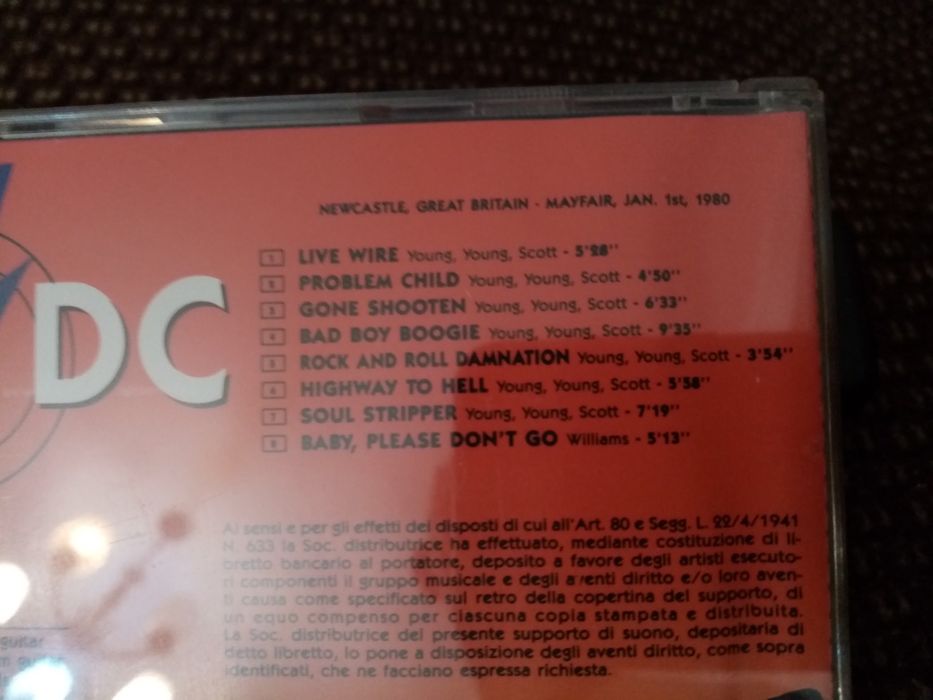 NEWCASTLE, GREAT BRITAIN - MAYFAIR, JAN. 1st, 1980
1 LIVE WIRE Young, Young, Scott - 5'28''
2 PROBLEM CHILD Young, Young, Scott - 4'50''
3 GONE SHOOTEN Young, Young, Scott - 6'33''
4 BAD BOY BOOGIE Young, Young, Scott - 9'35''
5 ROCK AND ROLL DAMNATION Young, Young, Scott - 3'54''
6 HIGHWAY TO HELL Young, Young, Scott - 5'58''
7 SOUL STRIPPER Young, Young, Scott - 7'19''
8 BABY, PLEASE DON'T GO Williams - 5'13''
DC
Ai sensi e per gli effetti dei disposti di cui all'Art. 80 e Segg. L. 22/4/1941
N. 633 la Soc. distributrice ha effettuato, mediante costituzione di li-
bretto bancario al portatore, deposito a favore degli artisti esecuto-
ri componenti il gruppo musicale e degli aventi diritto e/o loro aven-
ti causa come specificato sul retro della copertina del supporto, di
un equo compenso per ciascuna copia stampata e distribuita.
La Soc. distributrice del presente supporto di suono, depositaria di
detto libretto, lo pone a disposizione degli aventi diritto, come sopra
identificati, che ne facciano espressa richiesta.
guitar